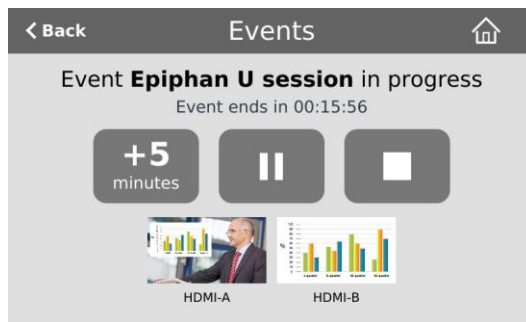 Back
Events
Event Epiphan U session in progress
Event ends in 00:15:56
+5
minutes
HDMI-A
HDMI-B